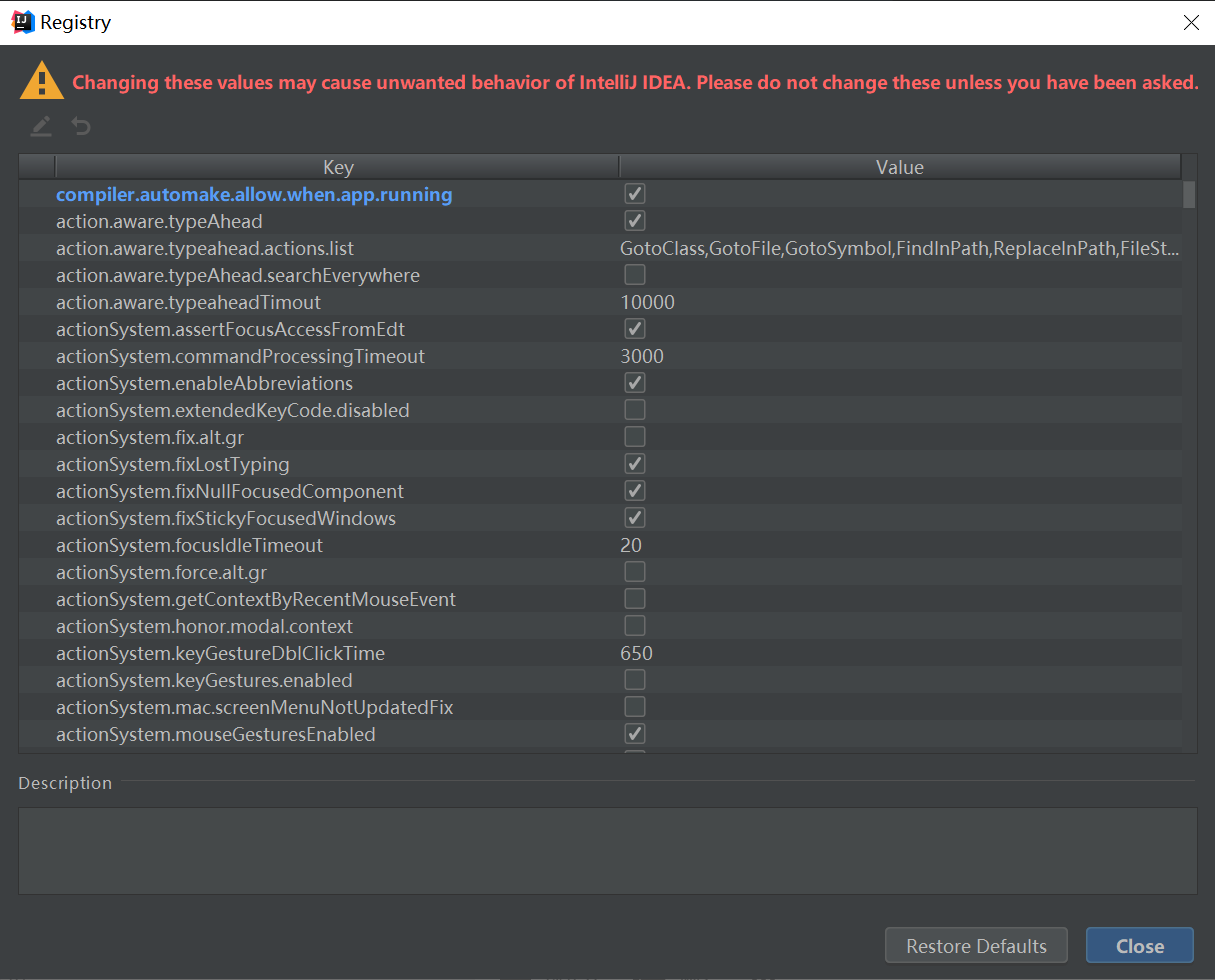 Registry
Changing these values may cause unwanted behavior of IntelliJ IDEA. Please do not change these unless you have been asked.
Key Value
compiler.automake.allow.when.app.running
action.aware.typeAhead
action.aware.typeahead.actions.list GotoClass,GotoFile,GotoSymbol,FindInPath,ReplaceInPath,FileSt...
action.aware.typeAhead.searchEverywhere
action.aware.typeaheadTimout 10000
actionSystem.assertFocusAccessFromEdt
actionSystem.commandProcessingTimeout 3000
actionSystem.enableAbbreviations
actionSystem.extendedKeyCode.disabled
actionSystem.fix.alt.gr
actionSystem.fixLostTyping
actionSystem.fixNullFocusedComponent
actionSystem.fixStickyFocusedWindows
actionSystem.focusIdleTimeout 20
actionSystem.force.alt.gr
actionSystem.getContextByRecentMouseEvent
actionSystem.honor.modal.context
actionSystem.keyGestureDblClickTime 650
actionSystem.keyGestures.enabled
actionSystem.mac.screenMenuNotUpdatedFix
actionSystem.mouseGesturesEnabled
Description
Restore Defaults Close